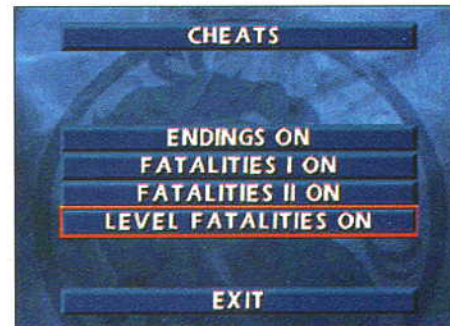 CHEATS
ENDINGS ON
FATALITIES I ON
FATALITIES II ON
LEVEL FATALITIES ON
EXIT